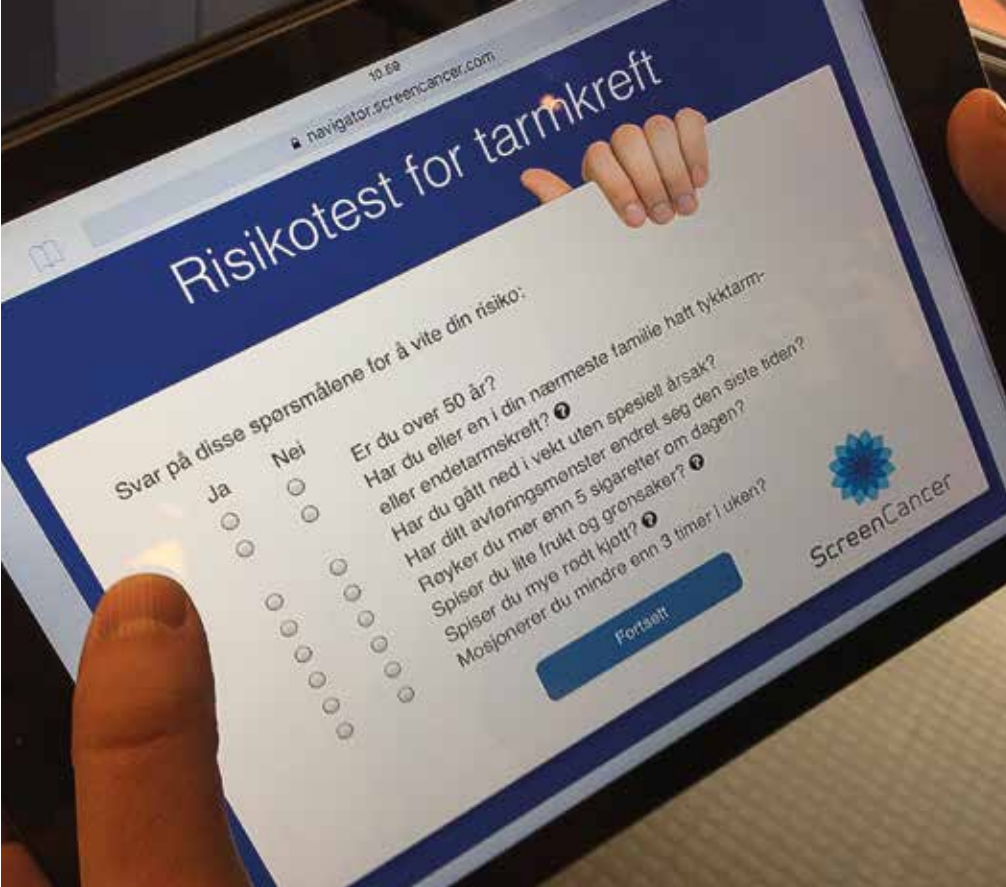 10.59
navigator.screencancer.com
Risikotest for tarmkreft
Svar på disse spørsmålene for å vite din risiko:
Ja Nei
Er du over 50 år?
Har du eller en i din nærmeste familie hatt tykktarm-
eller endetarmskreft? ?
Har du gått ned i vekt uten spesiell årsak?
Har ditt avføringsmønster endret seg den siste tiden?
Røyker du mer enn 5 sigaretter om dagen?
Spiser du lite frukt og grønsaker? ?
Spiser du mye rødt kjøtt? ?
Mosjonerer du mindre enn 3 timer i uken?
Fortsett
ScreenCancer